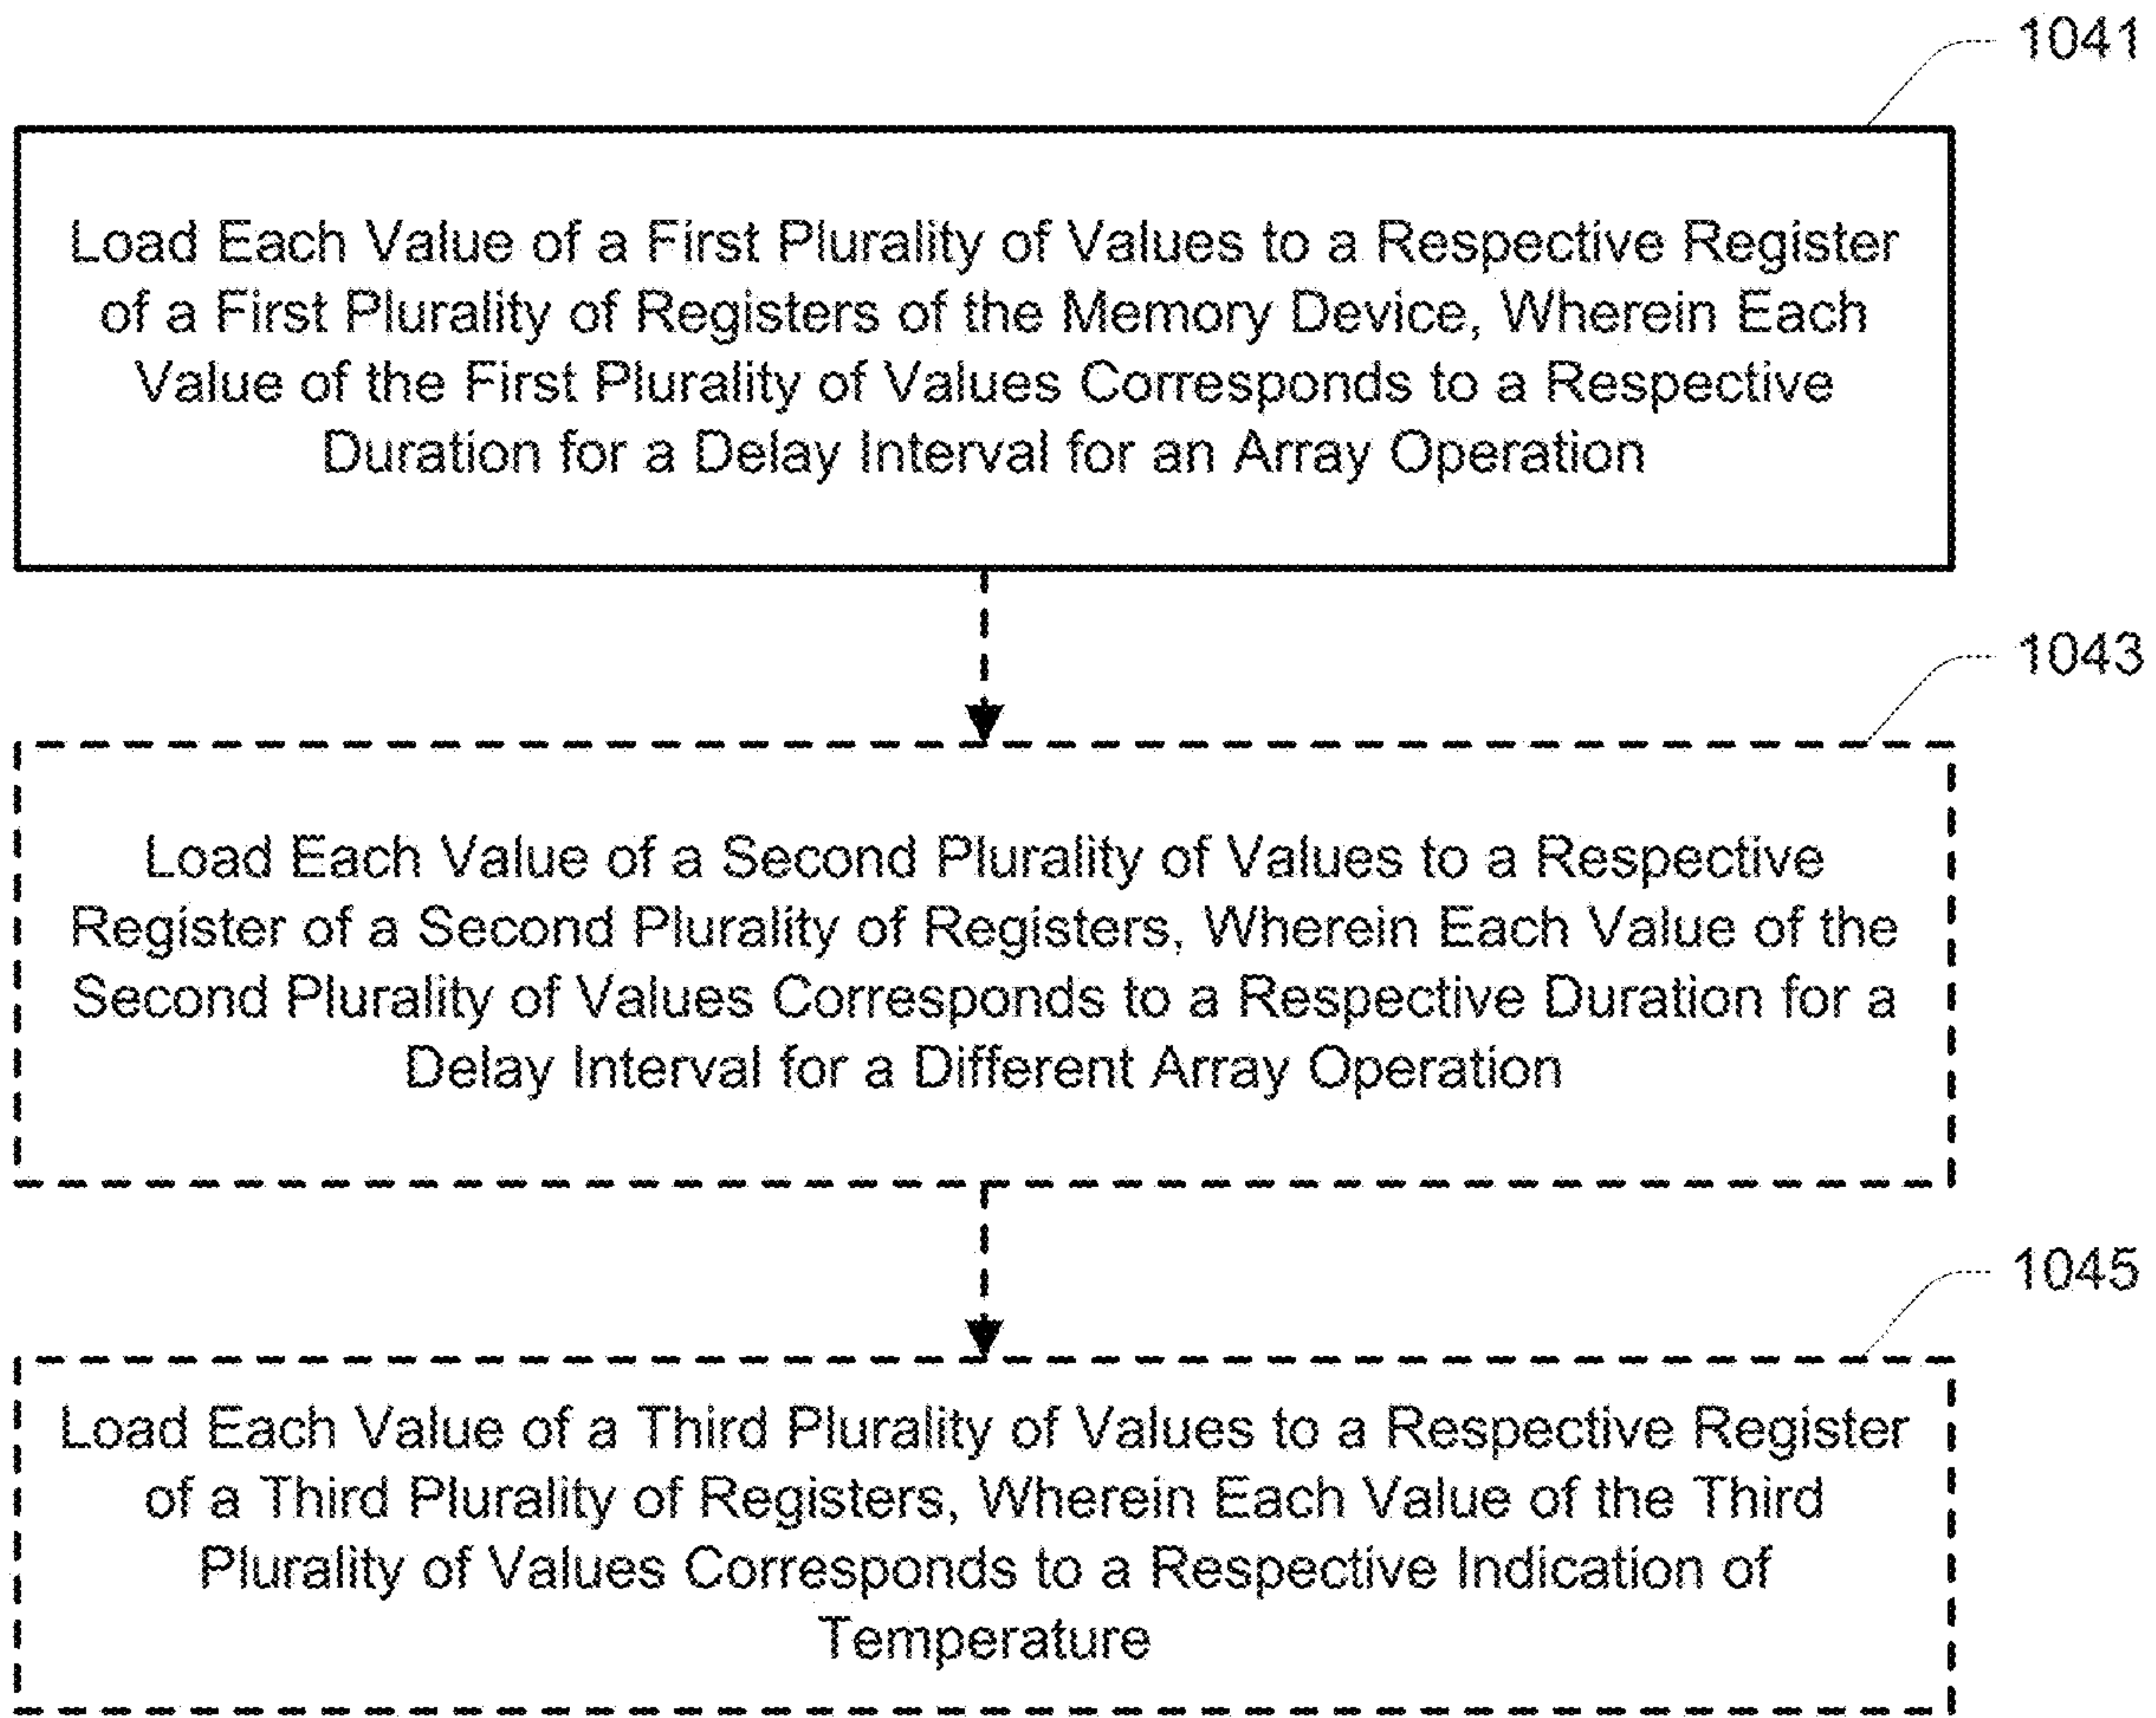 1041
Load Each Value of a First Plurality of Values to a Respective Register
of a First Plurality of Registers of the Memory Device, Wherein Each
Value of the First Plurality of Values Corresponds to a Respective
Duration for a Delay Interval for an Array Operation
1043
Load Each Value of a Second Plurality of Values to a Respective
Register of a Second Plurality of Registers, Wherein Each Value of the
Second Plurality of Values Corresponds to a Respective Duration for a
Delay Interval for a Different Array Operation
1045
Load Each Value of a Third Plurality of Values to a Respective Register
of a Third Plurality of Registers, Wherein Each Value of the Third
Plurality of Values Corresponds to a Respective Indication of
Temperature